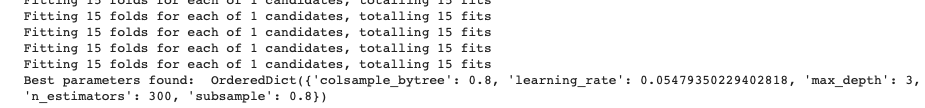 Fitting 15 folds for each of 1 candidates, totalling 15 fits
Fitting 15 folds for each of 1 candidates, totalling 15 fits
Fitting 15 folds for each of 1 candidates, totalling 15 fits
Fitting 15 folds for each of 1 candidates, totalling 15 fits
Fitting 15 folds for each of 1 candidates, totalling 15 fits
Best parameters found:  OrderedDict({'colsample_bytree': 0.8, 'learning_rate': 0.05479350229402818, 'max_depth': 3,
'n_estimators': 300, 'subsample': 0.8})